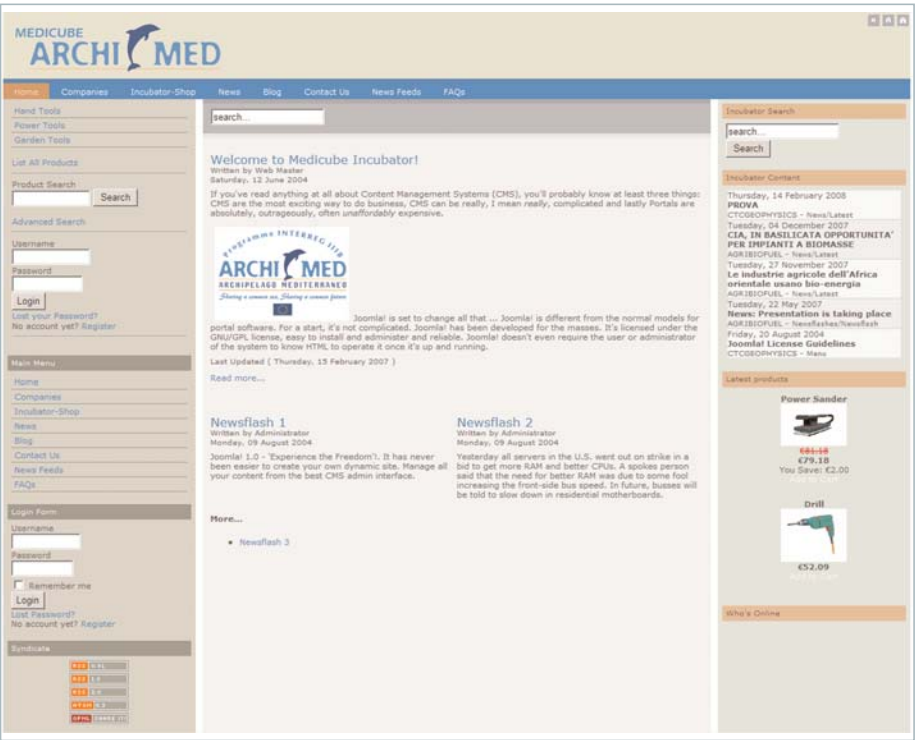 MEDICUBE
ARCHI MED
Home Companies Incubator-Shop News Blog Contact Us News Feeds FAQs
Hand Tools
Power Tools
Garden Tools
List All Products
Product Search
Search
Advanced Search
Username
Password
Login
Lost your Password?
No account yet? Register
Main Menu
Home
Companies
Incubator-Shop
News
Blog
Contact Us
News Feeds
FAQs
Login Form
Username
Password
Remember me
Login
Lost Password?
No account yet? Register
Syndicate
search...
Welcome to Medicube Incubator!
Written by Web Master
Saturday, 12 June 2004
If you've read anything at all about Content Management Systems (CMS), you'll probably know at least three things:
CMS are the most exciting way to do business, CMS can be really, I mean really, complicated and lastly Portals are
absolutely, outrageously, often unaffordably expensive.
Programme INTERREG IIIB
ARCHI MED
ARCHIPELAGO MEDITERRANEO
Sharing a common sea, Sharing a common future
Joomla! is set to change all that ... Joomla! is different from the normal models for
portal software. For a start, it's not complicated. Joomla! has been developed for the masses. It's licensed under the
GNU/GPL license, easy to install and administer and reliable. Joomla! doesn't even require the user or administrator
of the system to know HTML to operate it once it's up and running.
Last Updated ( Thursday, 15 February 2007 )
Read more...
Newsflash 1
Written by Administrator
Monday, 09 August 2004
Joomla! 1.0 - 'Experience the Freedom'!. It has never
been easier to create your own dynamic site. Manage all
your content from the best CMS admin interface.
Newsflash 2
Written by Administrator
Monday, 09 August 2004
Yesterday all servers in the U.S. went out on strike in a
bid to get more RAM and better CPUs. A spokes person
said that the need for better RAM was due to some fool
increasing the front-side bus speed. In future, busses will
be told to slow down in residential motherboards.
More...
Newsflash 3
Incubator Search
search...
Search
Incubator Content
Thursday, 14 February 2008
PROVA
CTCGEOPHYSICS - News/Latest
Tuesday, 04 December 2007
CIA, IN BASILICATA OPPORTUNITA'
PER IMPIANTI A BIOMASSE
AGRIBIOFUEL - News/Latest
Tuesday, 27 November 2007
Le industrie agricole dell'Africa
orientale usano bio-energia
AGRIBIOFUEL - News/Latest
Tuesday, 22 May 2007
News: Presentation is taking place
AGRIBIOFUEL - Newsflashes/Newsflash
Friday, 20 August 2004
Joomla! License Guidelines
CTCGEOPHYSICS - Menu
Latest products
Power Sander
€81.18
€79.18
You Save: €2.00
Add to Cart
Drill
€52.09
Add to Cart
Who's Online